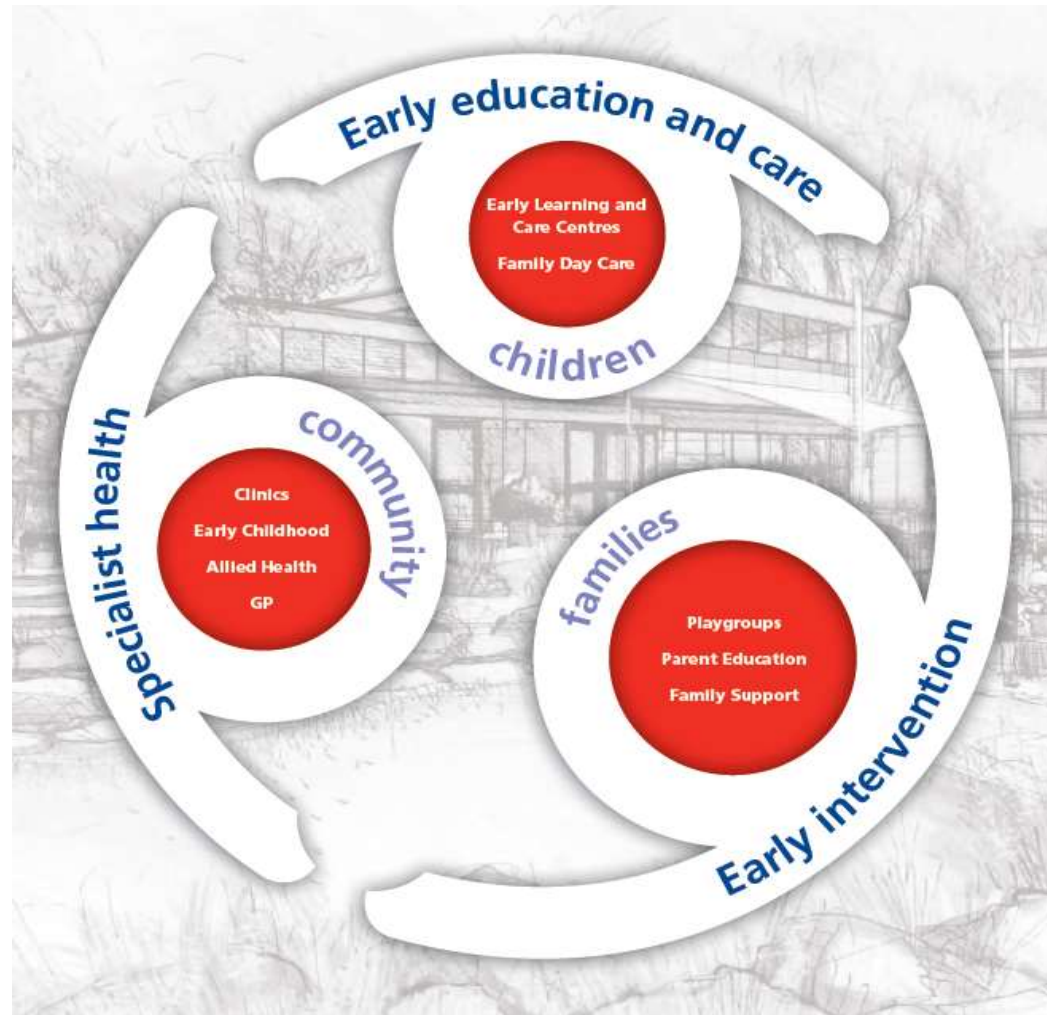 Early education and care
Early Learning and
Care Centres
Family Day Care
children
Specialist health
community
Clinics
Early Childhood
Allied Health
GP
families
Playgroups
Parent Education
Family Support
Early intervention